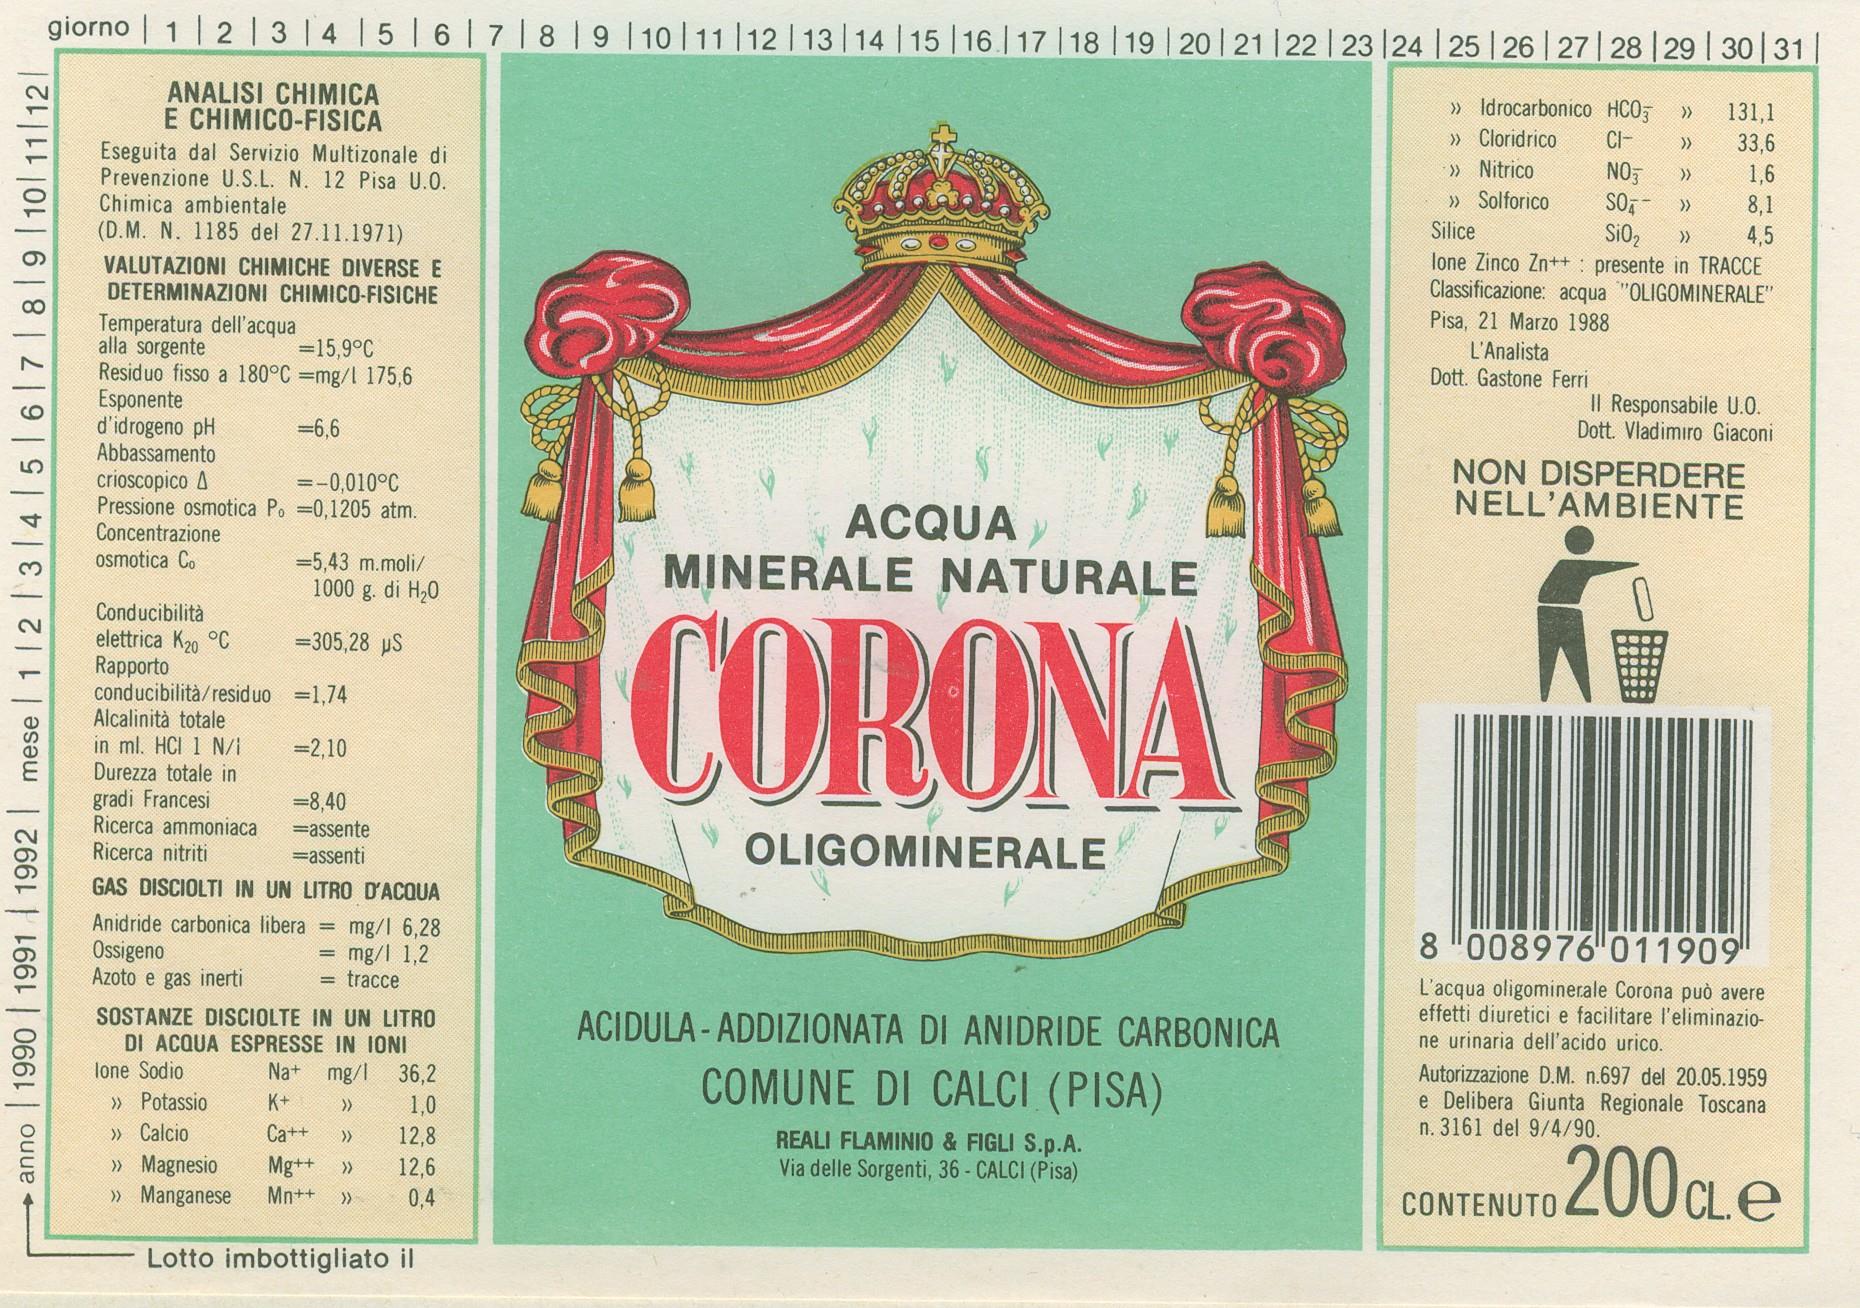 giorno | 1 | 2 | 3 | 4 | 5 | 6 | 7 | 8 | 9 | 10 | 11 | 12 | 13 | 14 | 15 | 16 | 17 | 18 | 19 | 20 | 21 | 22 | 23 | 24 | 25 | 26 | 27 | 28 | 29 | 30 | 31 |
anno | 1990 | 1991 | 1992 | mese | 1 | 2 | 3 | 4 | 5 | 6 | 7 | 8 | 9 | 10 | 11 | 12 |
ANALISI CHIMICA
E CHIMICO-FISICA
Eseguita dal Servizio Multizonale di
Prevenzione U.S.L. N. 12 Pisa U.O.
Chimica ambientale
(D.M. N. 1185 del 27.11.1971)
VALUTAZIONI CHIMICHE DIVERSE E
DETERMINAZIONI CHIMICO-FISICHE
Temperatura dell'acqua
alla sorgente =15,9°C
Residuo fisso a 180°C =mg/l 175,6
Esponente
d'idrogeno pH =6,6
Abbassamento
crioscopico Δ =-0,010°C
Pressione osmotica P₀ =0,1205 atm.
Concentrazione
osmotica C₀ =5,43 m.moli/
1000 g. di H₂O
Conducibilità
elettrica K₂₀ °C =305,28 µS
Rapporto
conducibilità/residuo =1,74
Alcalinità totale
in ml. HCl 1 N/l =2,10
Durezza totale in
gradi Francesi =8,40
Ricerca ammoniaca =assente
Ricerca nitriti =assenti
GAS DISCIOLTI IN UN LITRO D'ACQUA
Anidride carbonica libera = mg/l 6,28
Ossigeno = mg/l 1,2
Azoto e gas inerti = tracce
SOSTANZE DISCIOLTE IN UN LITRO
DI ACQUA ESPRESSE IN IONI
Ione Sodio Na⁺ mg/l 36,2
» Potassio K⁺ » 1,0
» Calcio Ca⁺⁺ » 12,8
» Magnesio Mg⁺⁺ » 12,6
» Manganese Mn⁺⁺ » 0,4
Lotto imbottigliato il
ACQUA
MINERALE NATURALE
CORONA
OLIGOMINERALE
ACIDULA-ADDIZIONATA DI ANIDRIDE CARBONICA
COMUNE DI CALCI (PISA)
REALI FLAMINIO & FIGLI S.p.A.
Via delle Sorgenti, 36 - CALCI (Pisa)
» Idrocarbonico HCO₃⁻ » 131,1
» Cloridrico Cl⁻ » 33,6
» Nitrico NO₃⁻ » 1,6
» Solforico SO₄⁻⁻ » 8,1
Silice SiO₂ » 4,5
Ione Zinco Zn⁺⁺ : presente in TRACCE
Classificazione: acqua "OLIGOMINERALE"
Pisa, 21 Marzo 1988
L'Analista
Dott. Gastone Ferri
Il Responsabile U.O.
Dott. Vladimiro Giaconi
NON DISPERDERE
NELL'AMBIENTE
8 008976 011909
L'acqua oligominerale Corona può avere
effetti diuretici e facilitare l'eliminazio-
ne urinaria dell'acido urico.
Autorizzazione D.M. n.697 del 20.05.1959
e Delibera Giunta Regionale Toscana
n. 3161 del 9/4/90.
CONTENUTO 200 CL. e